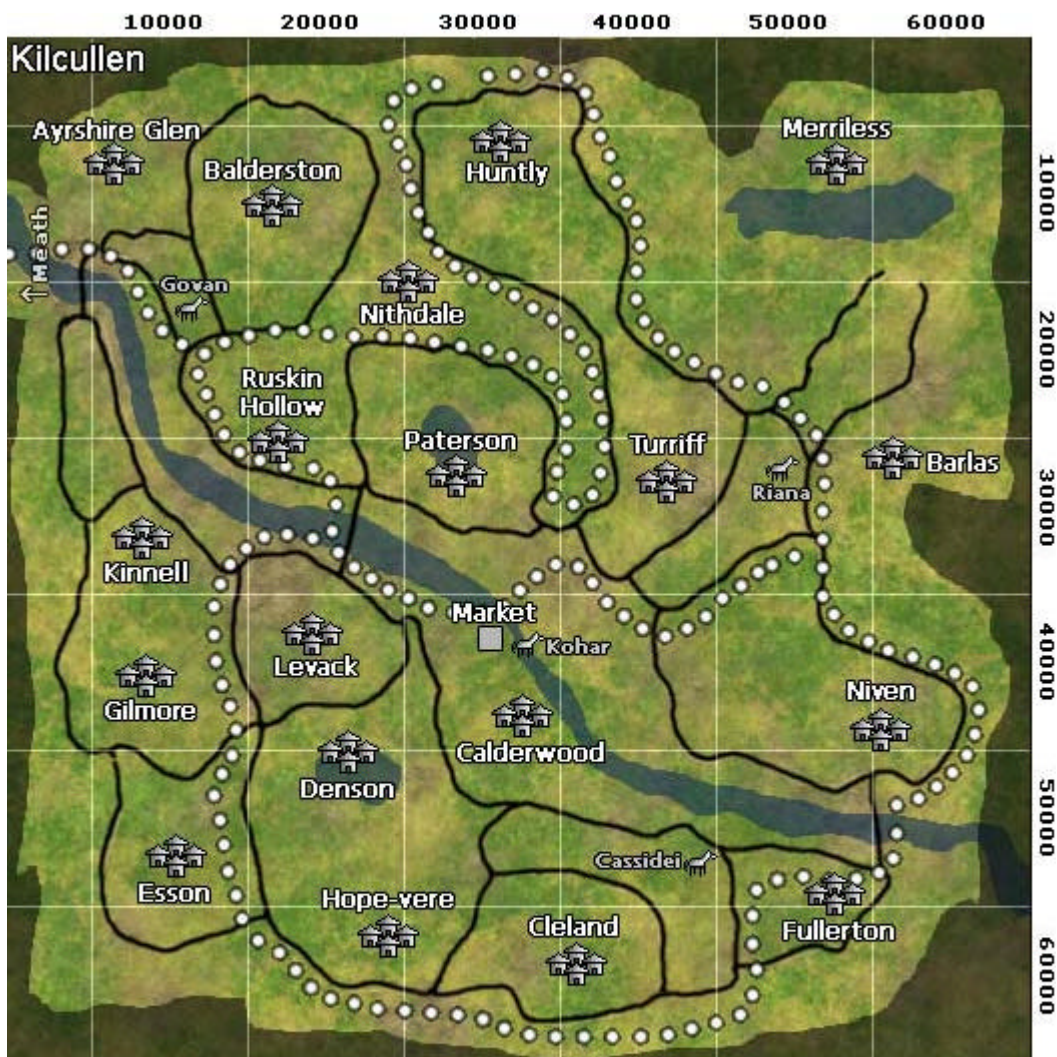 10000 20000 30000 40000 50000 60000
Kilcullen
Ayrshire Glen
Balderston
Huntly
Merriless
10000
← Meath
Govan
Nithdale
20000
Ruskin
Hollow
Paterson
Turriff
Riana
Barlas
30000
Kinnell
Market
Kohar
Levack
40000
Gilmore
Niven
Calderwood
Denson
50000
Cassidei
Esson
Hope-vere
Cleland
Fullerton
60000